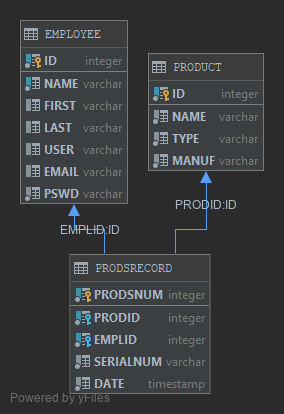 EMPLOYEE
ID integer
NAME varchar
FIRST varchar
LAST varchar
USER varchar
EMAIL varchar
PSWD varchar
PRODUCT
ID integer
NAME varchar
TYPE varchar
MANUF varchar
EMPLID:ID
PRODID:ID
PRODSRECORD
PRODSNUM integer
PRODID integer
EMPLID integer
SERIALNUM varchar
DATE timestamp
Powered by yFiles